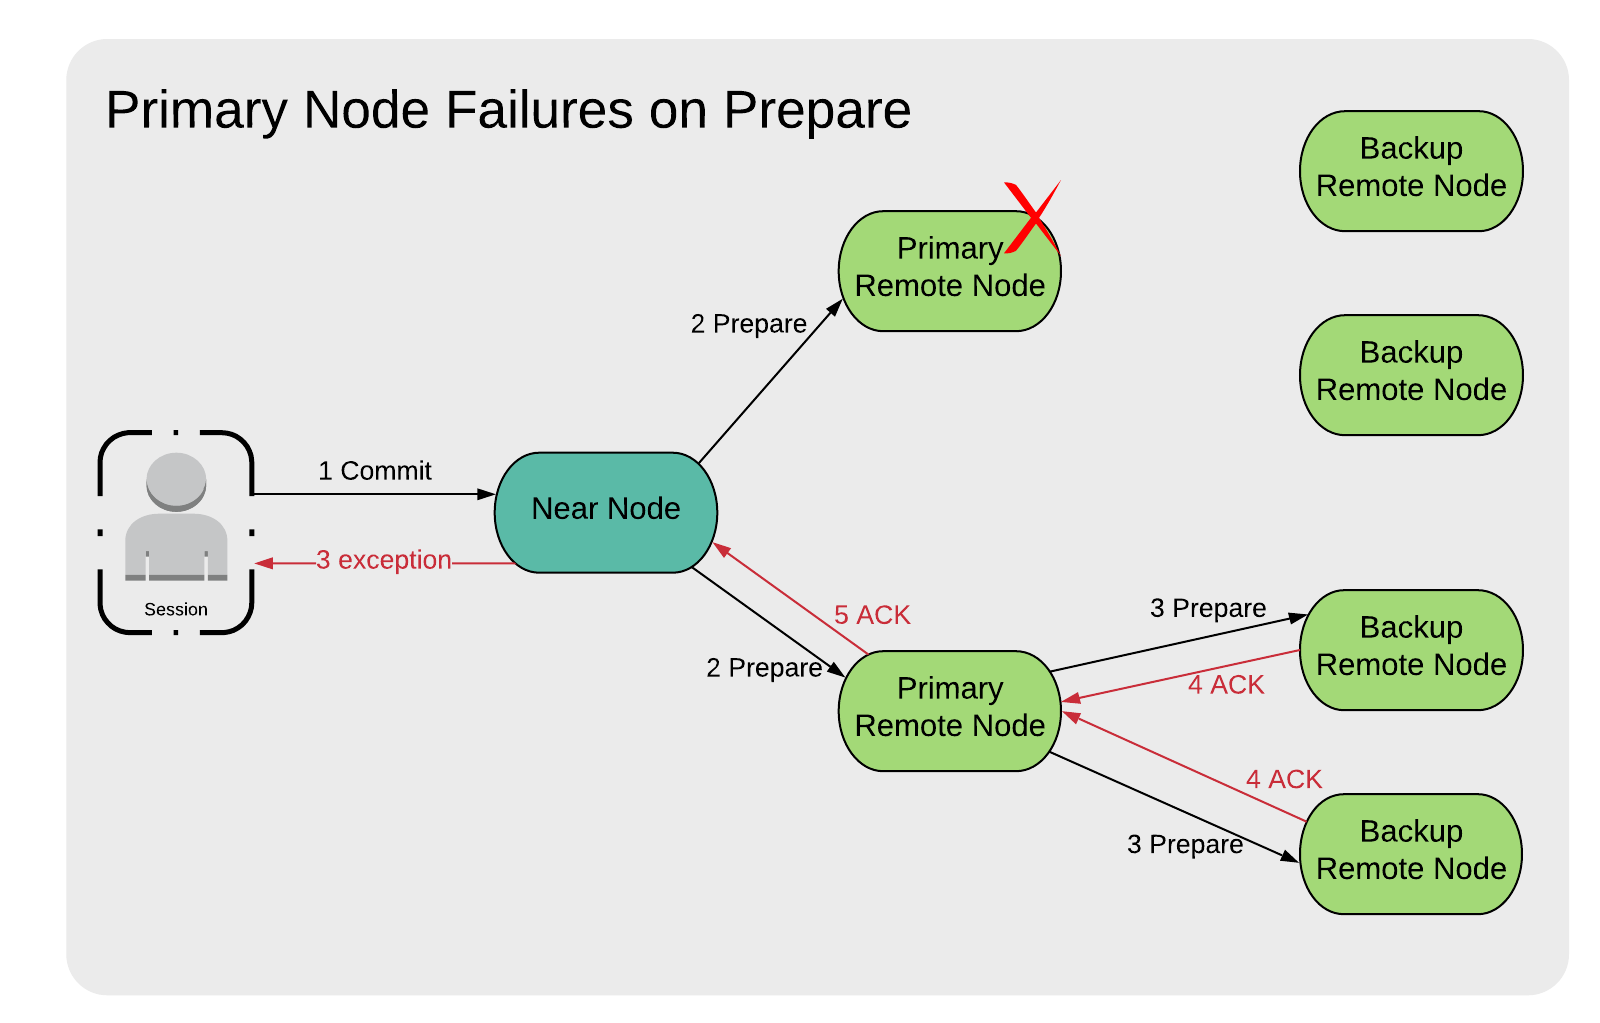 Primary Node Failures on Prepare
Backup
Remote Node
Primary
Remote Node
2 Prepare
Backup
Remote Node
1 Commit
Near Node
3 exception
Session
5 ACK
3 Prepare
Backup
Remote Node
2 Prepare
4 ACK
Primary
Remote Node
4 ACK
3 Prepare
Backup
Remote Node